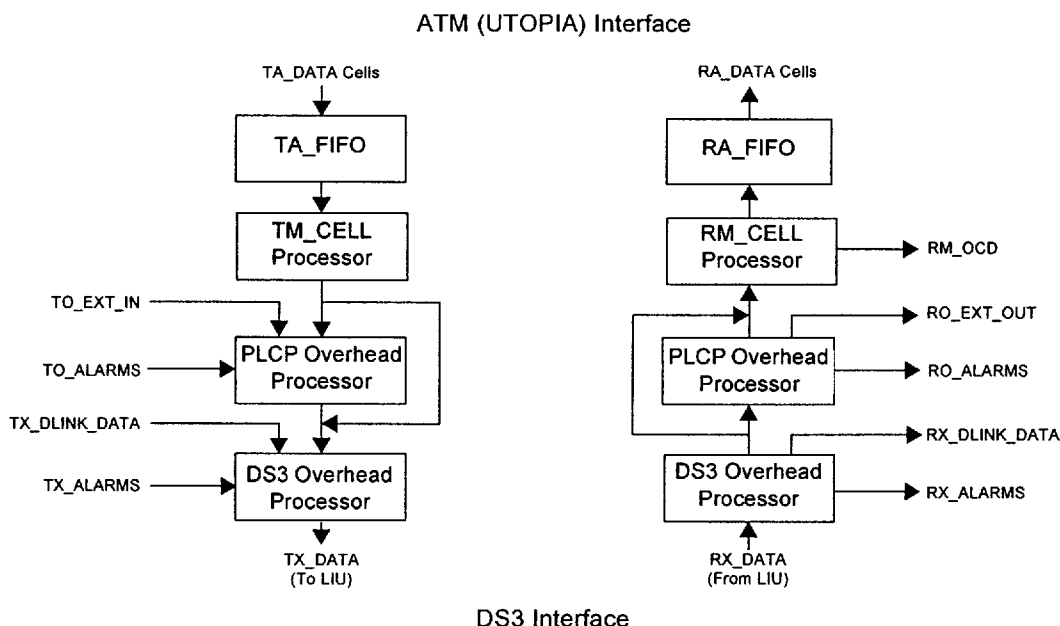 ATM (UTOPIA) Interface
TA_DATA Cells
TA_FIFO
TM_CELL
Processor
TO_EXT_IN
PLCP Overhead
Processor
TO_ALARMS
TX_DLINK_DATA
DS3 Overhead
Processor
TX_ALARMS
TX_DATA
(To LIU)
RA_DATA Cells
RA_FIFO
RM_CELL
Processor
RM_OCD
RO_EXT_OUT
PLCP Overhead
Processor
RO_ALARMS
RX_DLINK_DATA
DS3 Overhead
Processor
RX_ALARMS
RX_DATA
(From LIU)
DS3 Interface